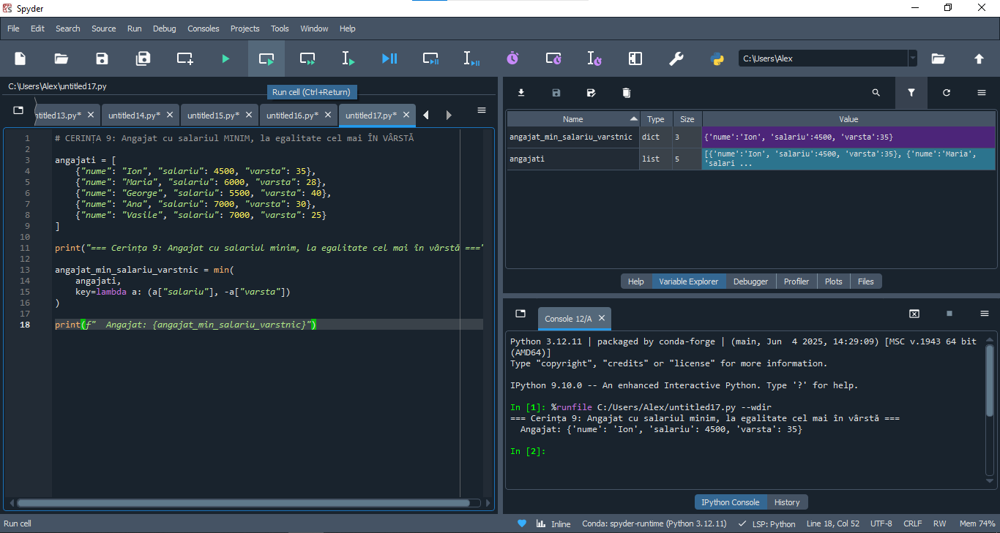 Spyder
File Edit Search Source Run Debug Consoles Projects Tools Window Help
C:\Users\Alex
C:\Users\Alex\untitled17.py
Run cell (Ctrl+Return)
ntitled13.py* untitled14.py* untitled15.py* untitled16.py* untitled17.py*
1 # CERINȚA 9: Angajat cu salariul MINIM, la egalitate cel mai ÎN VÂRSTĂ
2
3 angajati = [
4 {"nume": "Ion", "salariu": 4500, "varsta": 35},
5 {"nume": "Maria", "salariu": 6000, "varsta": 28},
6 {"nume": "George", "salariu": 5500, "varsta": 40},
7 {"nume": "Ana", "salariu": 7000, "varsta": 30},
8 {"nume": "Vasile", "salariu": 7000, "varsta": 25}
9 ]
10
11 print("=== Cerința 9: Angajat cu salariul minim, la egalitate cel mai în vârstă ==="
12
13 angajat_min_salariu_varstnic = min(
14 angajati,
15 key=lambda a: (a["salariu"], -a["varsta"])
16 )
17
18 print(f"  Angajat: {angajat_min_salariu_varstnic}")
Name Type Size Value
angajat_min_salariu_varstnic dict 3 {'nume':'Ion', 'salariu':4500, 'varsta':35}
angajati list 5 [{'nume':'Ion', 'salariu':4500, 'varsta':35}, {'nume':'Maria',
'salari ...
Help Variable Explorer Debugger Profiler Plots Files
Console 12/A
Python 3.12.11 | packaged by conda-forge | (main, Jun  4 2025, 14:29:09) [MSC v.1943 64 bit
(AMD64)]
Type "copyright", "credits" or "license" for more information.
IPython 9.10.0 -- An enhanced Interactive Python. Type '?' for help.
In [1]: %runfile C:/Users/Alex/untitled17.py --wdir
=== Cerința 9: Angajat cu salariul minim, la egalitate cel mai în vârstă ===
Angajat: {'nume': 'Ion', 'salariu': 4500, 'varsta': 35}
In [2]:
IPython Console History
Run cell Inline Conda: spyder-runtime (Python 3.12.11) LSP: Python Line 18, Col 52 UTF-8 CRLF RW Mem 74%